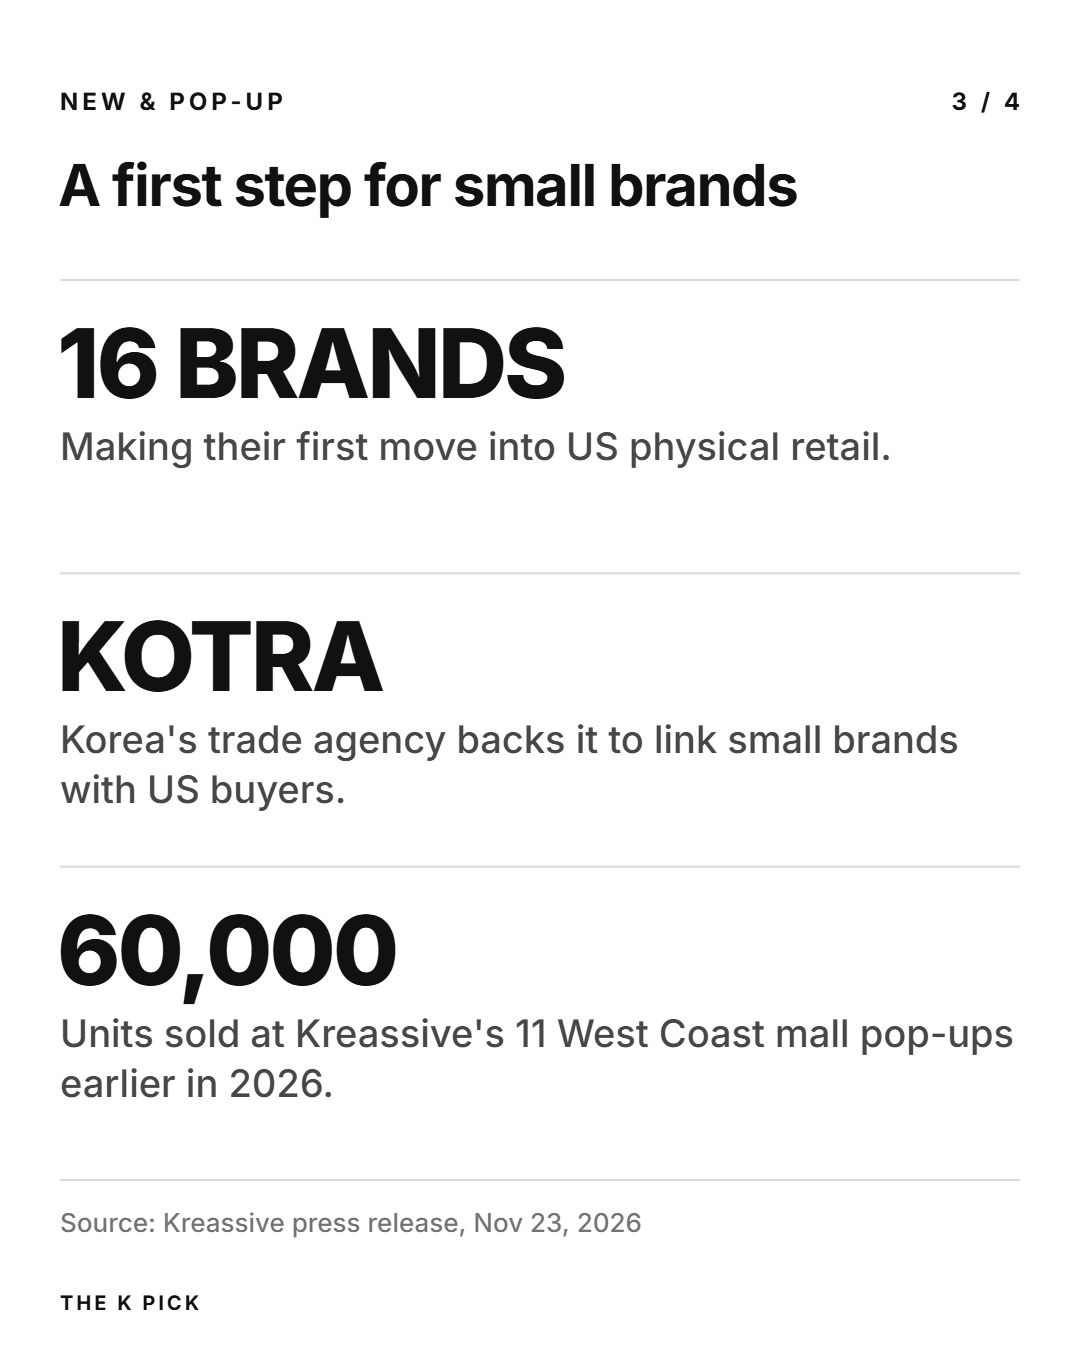 NEW & POP-UP
3 / 4
A first step for small brands
16 BRANDS
Making their first move into US physical retail.
KOTRA
Korea's trade agency backs it to link small brands
with US buyers.
60,000
Units sold at Kreassive's 11 West Coast mall pop-ups
earlier in 2026.
Source: Kreassive press release, Nov 23, 2026
THE K PICK